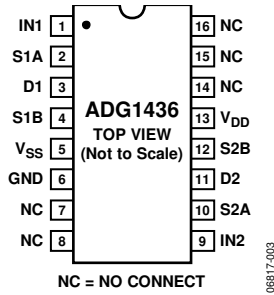 IN1 1
16 NC
S1A 2
15 NC
D1 3
14 NC
S1B 4
ADG1436
13 VDD
TOP VIEW
VSS 5
(Not to Scale)
12 S2B
GND 6
11 D2
NC 7
10 S2A
NC 8
9 IN2
NC = NO CONNECT
06817-003